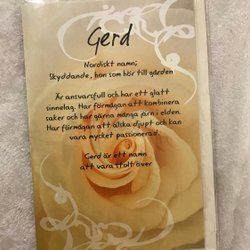 Gerd
Nordiskt namn;
Skyddande, hon som hör till gården
Är ansvarsfull och har ett glatt
sinnelag. Har förmågan att kombinera
saker och har många järn i elden.
Har förmågan att älska djupt och kan
vara mycket passionerad.
Gerd är ett namn
att vara stolt över